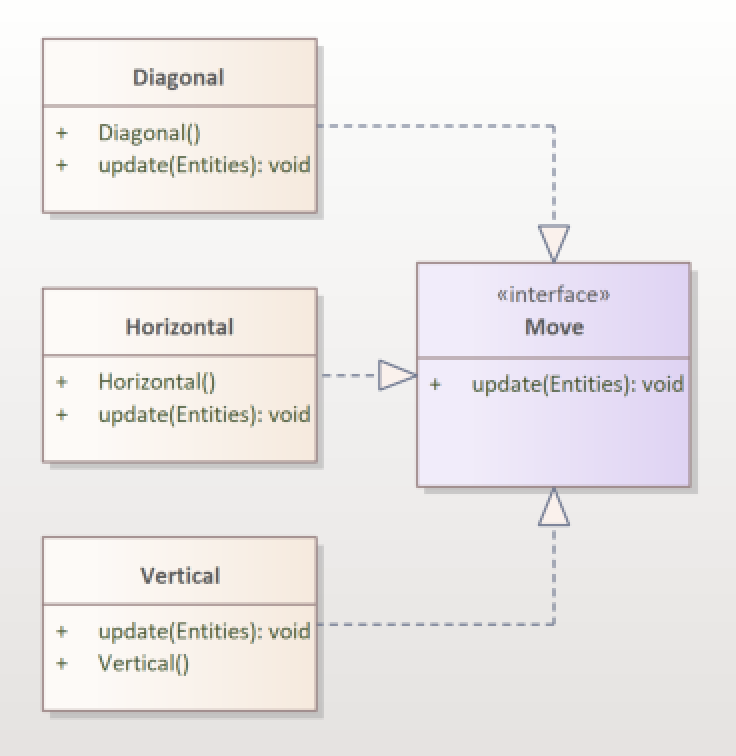 Diagonal
+ Diagonal()
+ update(Entities): void
Horizontal
+ Horizontal()
+ update(Entities): void
«interface»
Move
+ update(Entities): void
Vertical
+ update(Entities): void
+ Vertical()